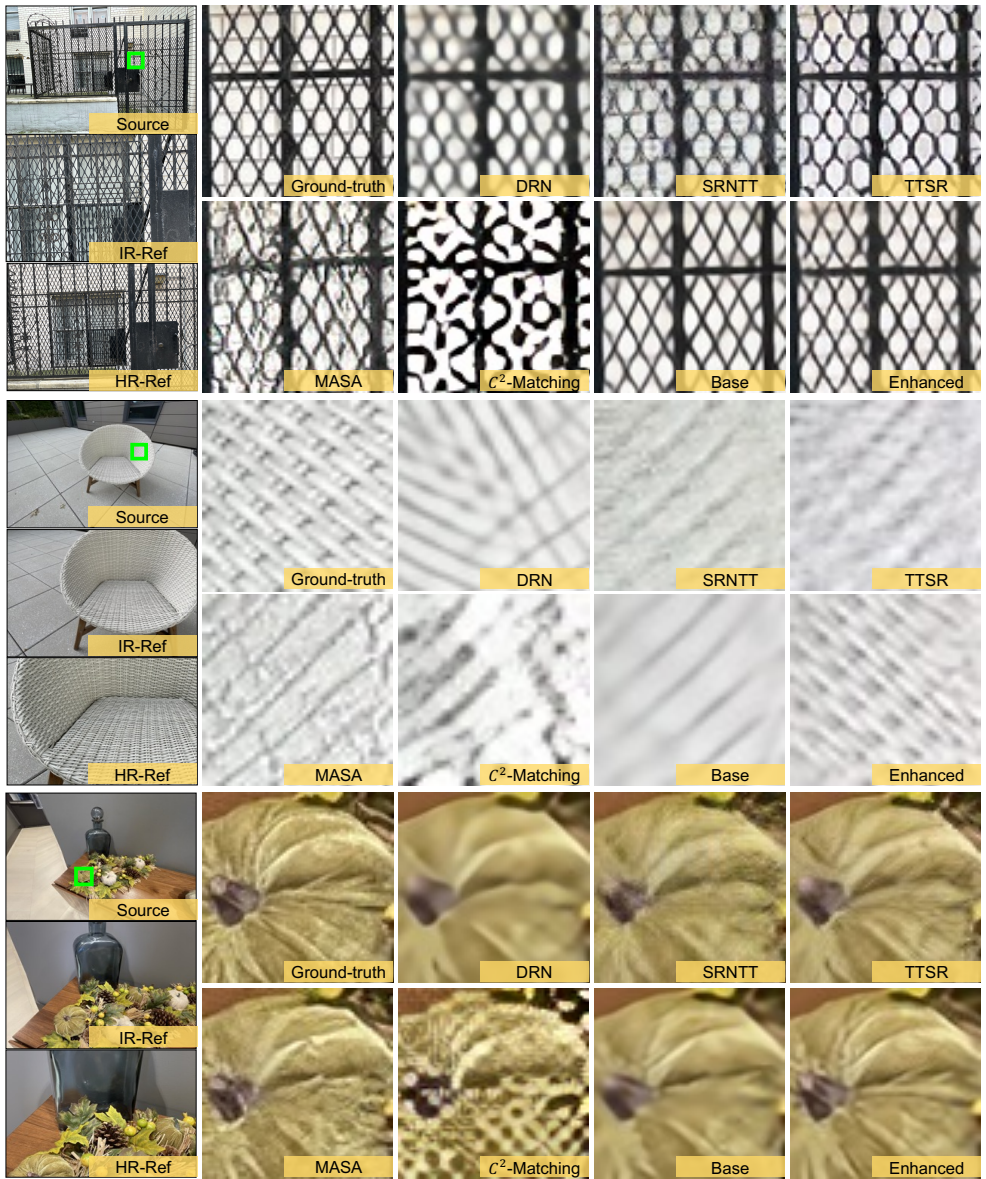 Source
IR-Ref
HR-Ref
Ground-truth
DRN
SRNTT
TTSR
MASA
C²-Matching
Base
Enhanced
Source
IR-Ref
HR-Ref
Ground-truth
DRN
SRNTT
TTSR
MASA
C²-Matching
Base
Enhanced
Source
IR-Ref
HR-Ref
Ground-truth
DRN
SRNTT
TTSR
MASA
C²-Matching
Base
Enhanced